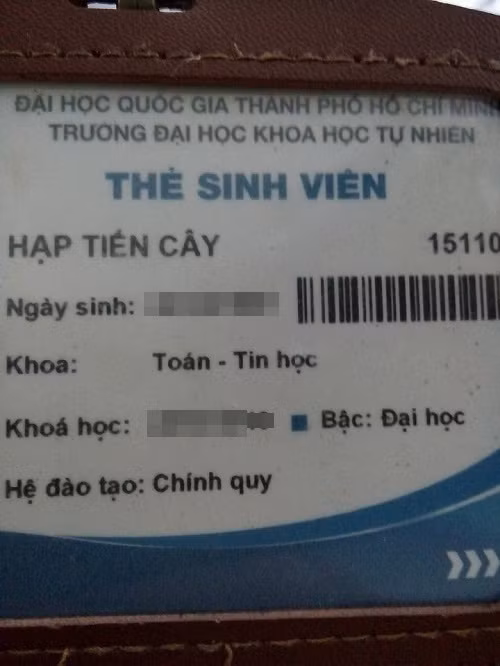 ĐẠI HỌC QUỐC GIA THÀNH PHỐ HỒ CHÍ MINH
TRƯỜNG ĐẠI HỌC KHOA HỌC TỰ NHIÊN
THẺ SINH VIÊN
HẠP TIẾN CÂY 15110
Ngày sinh:
Khoa: Toán - Tin học
Khoá học: Bậc: Đại học
Hệ đào tạo: Chính quy